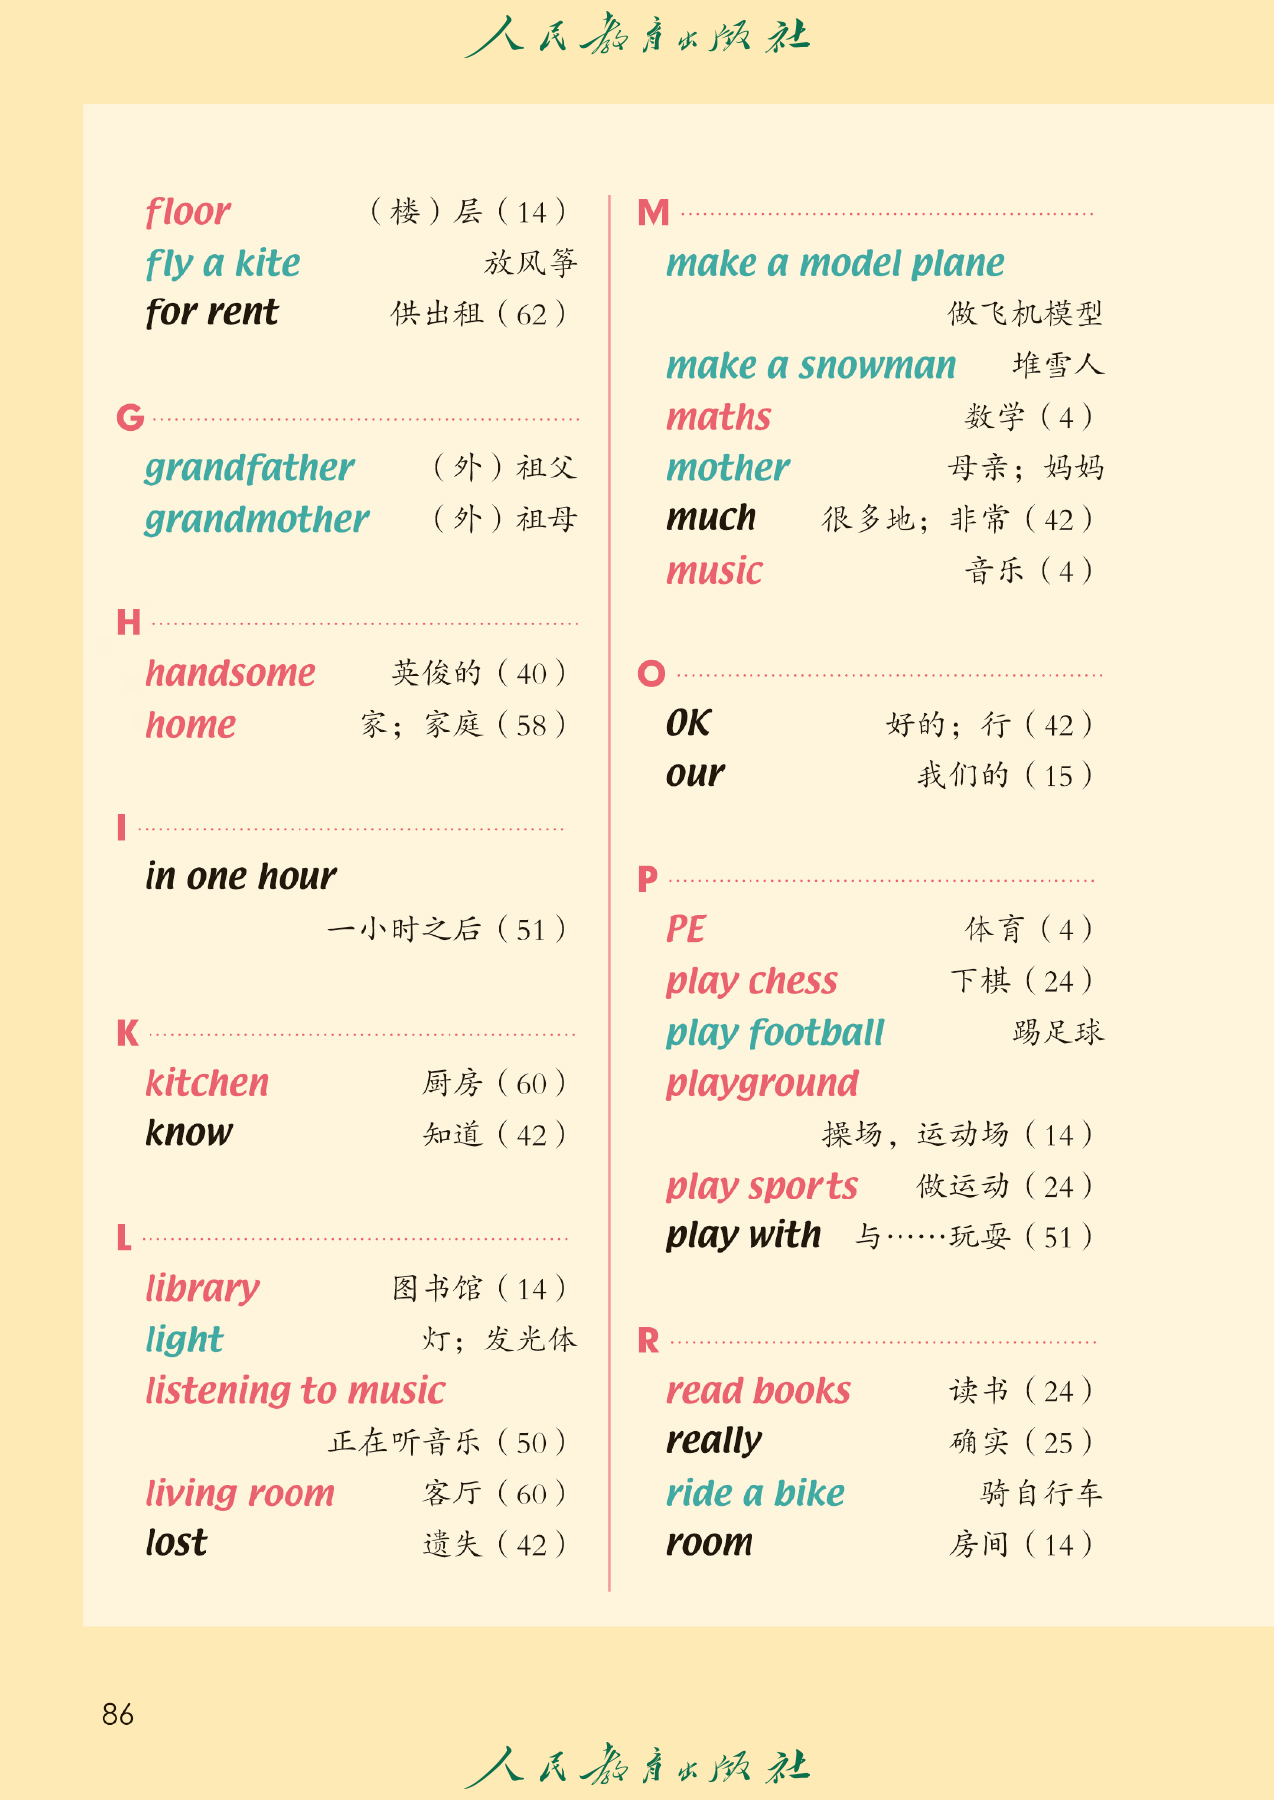 人民教育出版社
floor （楼）层（14）
fly a kite 放风筝
for rent 供出租（62）
G
grandfather （外）祖父
grandmother （外）祖母
H
handsome 英俊的（40）
home 家；家庭（58）
I
in one hour
一小时之后（51）
K
kitchen 厨房（60）
know 知道（42）
L
library 图书馆（14）
light 灯；发光体
listening to music
正在听音乐（50）
living room 客厅（60）
lost 遗失（42）
M
make a model plane
做飞机模型
make a snowman 堆雪人
maths 数学（4）
mother 母亲；妈妈
much 很多地；非常（42）
music 音乐（4）
O
OK 好的；行（42）
our 我们的（15）
P
PE 体育（4）
play chess 下棋（24）
play football 踢足球
playground
操场，运动场（14）
play sports 做运动（24）
play with 与……玩耍（51）
R
read books 读书（24）
really 确实（25）
ride a bike 骑自行车
room 房间（14）
86
人民教育出版社